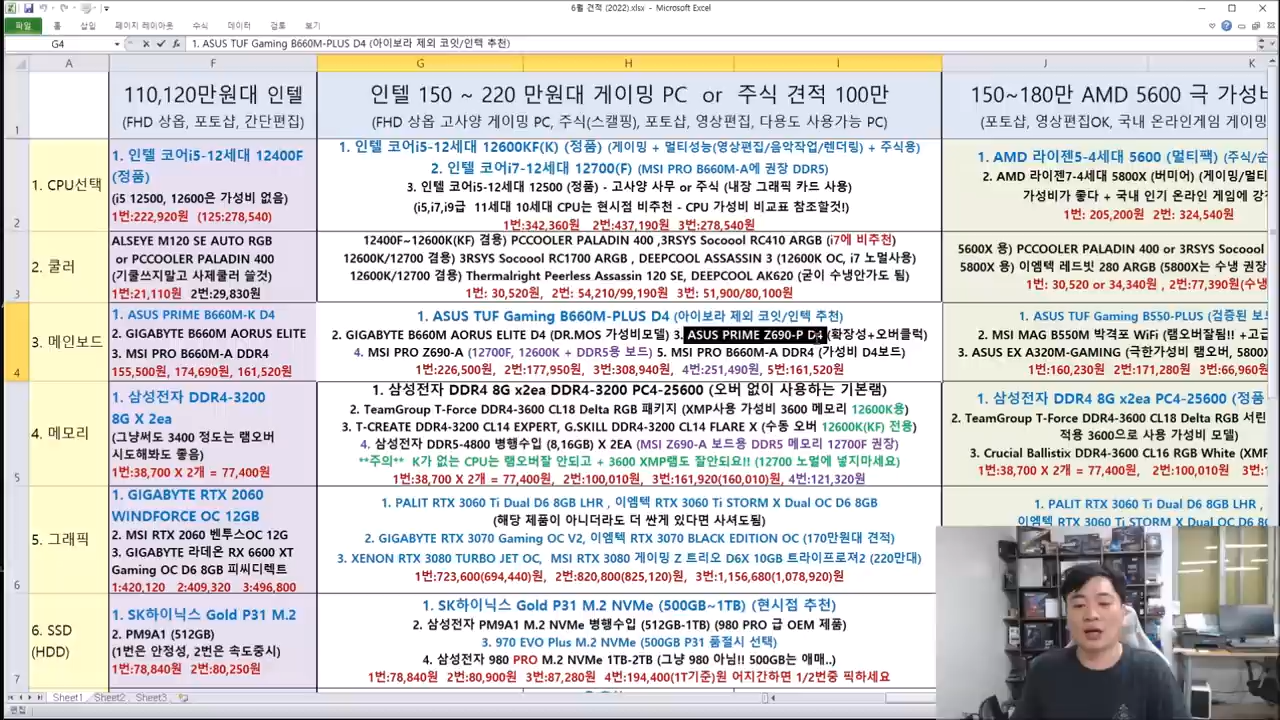 6월 견적 (2022).xlsx - Microsoft Excel
파일 홈 삽입 페이지 레이아웃 수식 데이터 검토 보기
G4 1. ASUS TUF Gaming B660M-PLUS D4 (아이보라 제외 코잇/인텍 추천)
A F G H I J K
1
110,120만원대 인텔
(FHD 상옵, 포토샵, 간단편집)
인텔 150 ~ 220 만원대 게이밍 PC or 주식 견적 100만
(FHD 상옵 고사양 게이밍 PC, 주식(스캘핑), 포토샵, 영상편집, 다용도 사용가능 PC)
150~180만 AMD 5600 극 가성비
(포토샵, 영상편집OK, 국내 온라인게임 게이밍
2
1. CPU선택
1. 인텔 코어i5-12세대 12400F
(정품)
(i5 12500, 12600은 가성비 없음)
1번:222,920원 (125:278,540)
1. 인텔 코어i5-12세대 12600KF(K) (정품) (게이밍 + 멀티성능(영상편집/음악작업/렌더링) + 주식용)
2. 인텔 코어i7-12세대 12700(F) (MSI PRO B660M-A에 권장 DDR5)
3. 인텔 코어i5-12세대 12500 (정품) - 고사양 사무 or 주식 (내장 그래픽 카드 사용)
(i5,i7,i9급 11세대 10세대 CPU는 현시점 비추천 - CPU 가성비 비교표 참조할것!)
1번:342,360원 2번:437,190원 3번:278,540원
1. AMD 라이젠5-4세대 5600 (멀티팩) (주식/순
2. AMD 라이젠7-4세대 5800X (버미어) (게이밍/멀티
가성비가 좋다 + 국내 인기 온라인 게임에 강
1번: 205,200원 2번: 324,540원
3
2. 쿨러
ALSEYE M120 SE AUTO RGB
or PCCOOLER PALADIN 400
(기쿨쓰지말고 사제쿨러 쓸것)
1번:21,110원 2번:29,830원
12400F~12600K(KF) 겸용) PCCOOLER PALADIN 400 ,3RSYS Socoool RC410 ARGB (i7에 비추천)
12600K/12700 겸용) 3RSYS Socoool RC1700 ARGB , DEEPCOOL ASSASSIN 3 (12600K OC, i7 노멀사용)
12600K/12700 겸용) Thermalright Peerless Assassin 120 SE, DEEPCOOL AK620 (굳이 수냉안가도 됨)
1번: 30,520원, 2번: 54,210/99,190원 3번: 51,900/80,100원
5600X 용) PCCOOLER PALADIN 400 or 3RSYS Socoool
5800X 용) 이엠텍 레드빗 280 ARGB (5800X는 수냉 권장
1번: 30,520 or 34,340원 , 2번:77,390원(수냉
4
3. 메인보드
1. ASUS PRIME B660M-K D4
2. GIGABYTE B660M AORUS ELITE
3. MSI PRO B660M-A DDR4
155,500원, 174,690원, 161,520원
1. ASUS TUF Gaming B660M-PLUS D4 (아이보라 제외 코잇/인텍 추천)
2. GIGABYTE B660M AORUS ELITE D4 (DR.MOS 가성비모델) 3. ASUS PRIME Z690-P D4 (확장성+오버클럭)
4. MSI PRO Z690-A (12700F, 12600K + DDR5용 보드) 5. MSI PRO B660M-A DDR4 (가성비 D4보드)
1번:226,500원, 2번:177,950원, 3번:308,940원, 4번:251,490원, 5번:161,520원
1. ASUS TUF Gaming B550-PLUS (검증된 보
2. MSI MAG B550M 박격포 WiFi (램오버잘됨!! +고급
3. ASUS EX A320M-GAMING (극한가성비 램오버, 5800X
1번:160,230원 2번:171,280원 3번:66,960원
5
4. 메모리
1. 삼성전자 DDR4-3200
8G X 2ea
(그냥써도 3400 정도는 램오버
시도해봐도 좋음)
1번:38,700 X 2개 = 77,400원
1. 삼성전자 DDR4 8G x2ea DDR4-3200 PC4-25600 (오버 없이 사용하는 기본램)
2. TeamGroup T-Force DDR4-3600 CL18 Delta RGB 패키지 (XMP사용 가성비 3600 메모리 12600K용)
3. T-CREATE DDR4-3200 CL14 EXPERT, G.SKILL DDR4-3200 CL14 FLARE X (수동 오버 12600K(KF) 전용)
4. 삼성전자 DDR5-4800 병행수입 (8,16GB) X 2EA (MSI Z690-A 보드용 DDR5 메모리 12700F 권장)
**주의** K가 없는 CPU는 램오버잘 안되고 + 3600 XMP램도 잘안되요!! (12700 노멀에 넣지마세요)
1번:38,700 X 2개 = 77,400원 2번:100,010원 3번:161,920(160,010)원, 4번:121,320원
1. 삼성전자 DDR4 8G x2ea PC4-25600 (정품
2. TeamGroup T-Force DDR4-3600 CL18 Delta RGB 서린
적용 3600으로 사용 가성비 모델)
3. Crucial Ballistix DDR4-3600 CL16 RGB White (XMP
1번:38,700 X 2개 = 77,400원 2번:100,010원 3
6
5. 그래픽
1. GIGABYTE RTX 2060
WINDFORCE OC 12GB
2. MSI RTX 2060 벤투스OC 12G
3. GIGABYTE 라데온 RX 6600 XT
Gaming OC D6 8GB 피씨디렉트
1:420,120 2:409,320 3:496,800
1. PALIT RTX 3060 Ti Dual D6 8GB LHR , 이엠텍 RTX 3060 Ti STORM X Dual OC D6 8GB
(해당 제품이 아니더라도 더 싼게 있다면 사셔도됨)
2. GIGABYTE RTX 3070 Gaming OC V2, 이엠텍 RTX 3070 BLACK EDITION OC (170만원대 견적)
3. XENON RTX 3080 TURBO JET OC, MSI RTX 3080 게이밍 Z 트리오 D6X 10GB 트라이프로져2 (220만대)
1번:723,600(694,440)원, 2번:820,800(825,120)원, 3번:1,156,680(1,078,920)원
1. PALIT RTX 3060 Ti Dual D6 8GB LHR ,
이엠텍 RTX 3060 Ti STORM X Dual OC D6 8G
7
6. SSD
(HDD)
1. SK하이닉스 Gold P31 M.2
2. PM9A1 (512GB)
(1번은 안정성, 2번은 속도중시)
1번:78,840원 2번:80,250원
1. SK하이닉스 Gold P31 M.2 NVMe (500GB~1TB) (현시점 추천)
2. 삼성전자 PM9A1 M.2 NVMe 병행수입 (512GB-1TB) (980 PRO 급 OEM 제품)
3. 970 EVO Plus M.2 NVMe (500GB P31 품절시 선택)
4. 삼성전자 980 PRO M.2 NVMe 1TB-2TB (그냥 980 아님!! 500GB는 애매..)
1번:78,840원 2번:80,900원 3번:87,280원 4번:194,400(1T기준)원 어지간하면 1/2번중 픽하세요
Sheet1 Sheet2 Sheet3
편집